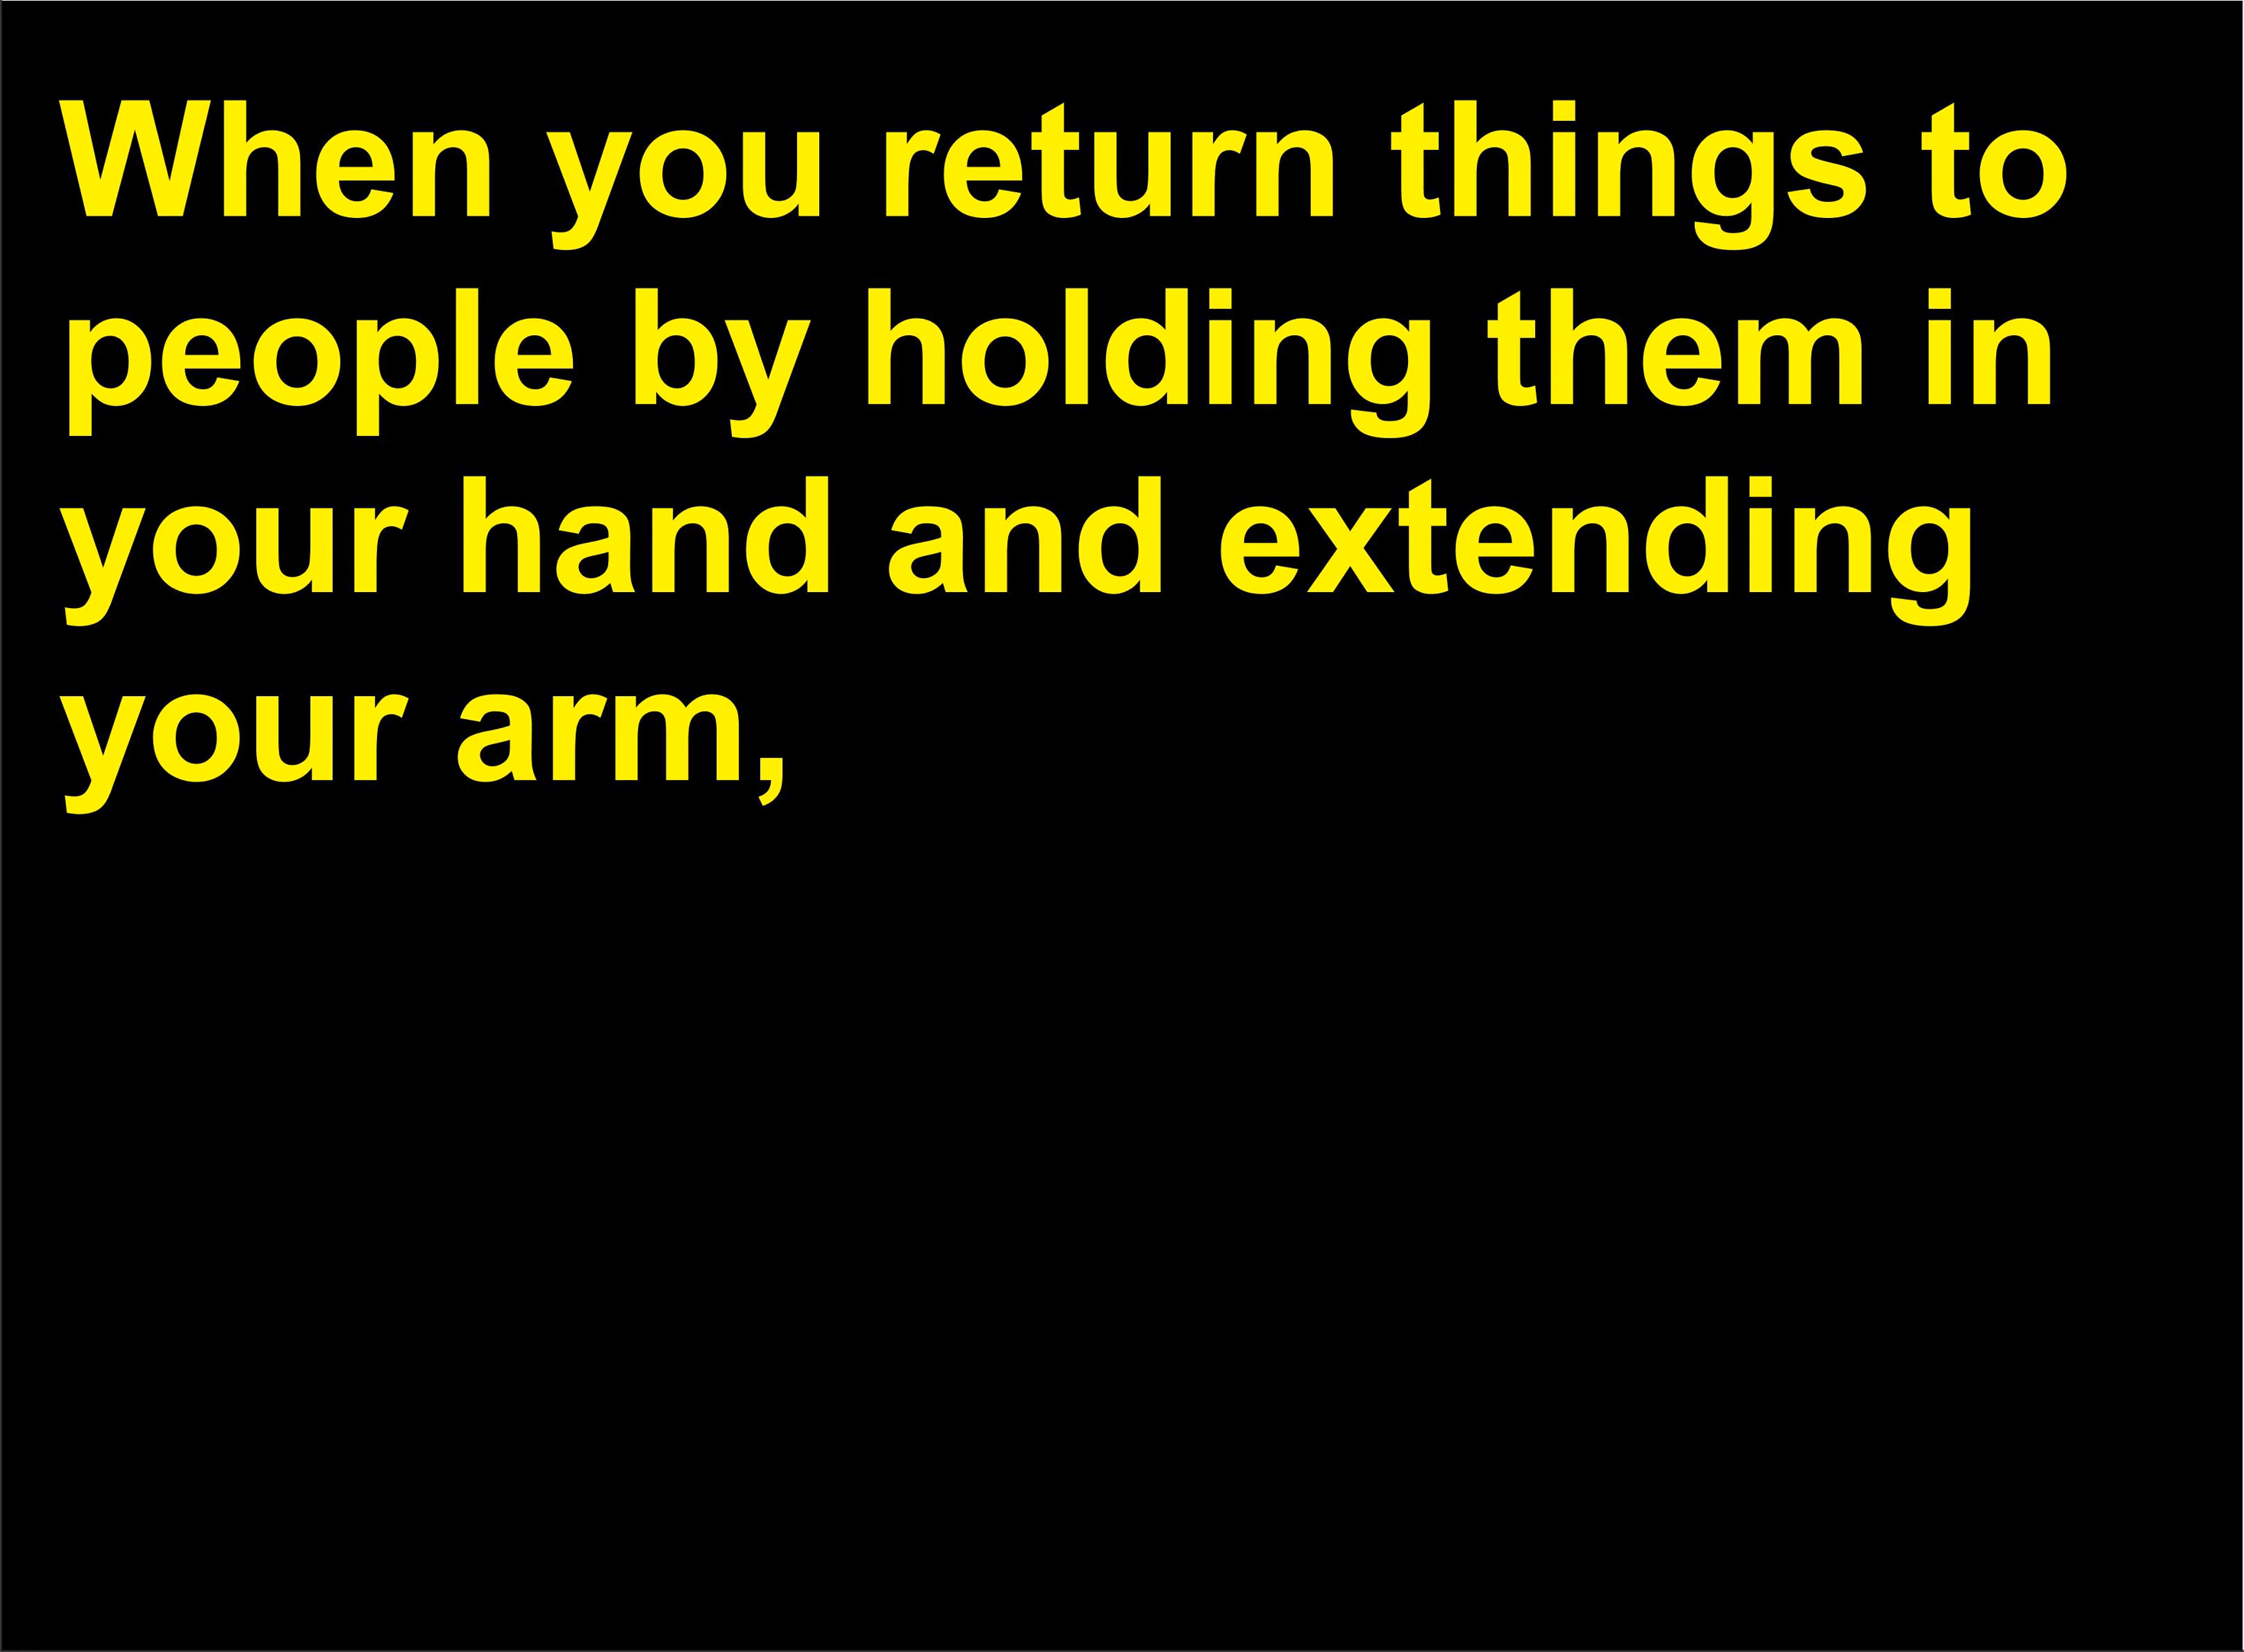 When you return things to
people by holding them in
your hand and extending
your arm,